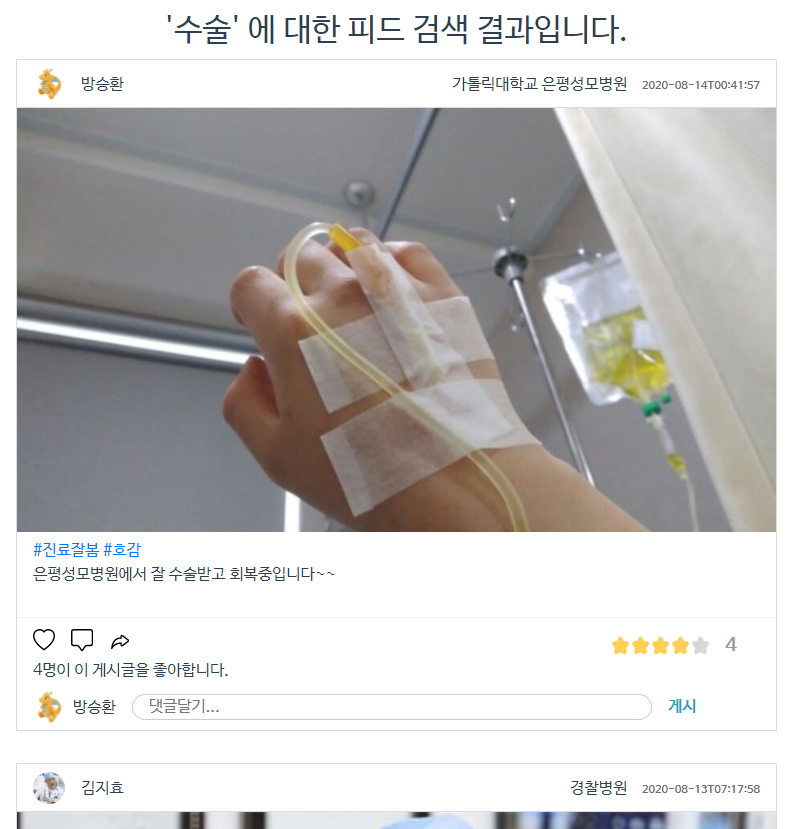 '수술' 에 대한 피드 검색 결과입니다.
방승환 가톨릭대학교 은평성모병원 2020-08-14T00:41:57
#진료잘봄 #호감
은평성모병원에서 잘 수술받고 회복중입니다~~
4
4명이 이 게시글을 좋아합니다.
방승환 댓글달기... 게시
김지효 경찰병원 2020-08-13T07:17:58